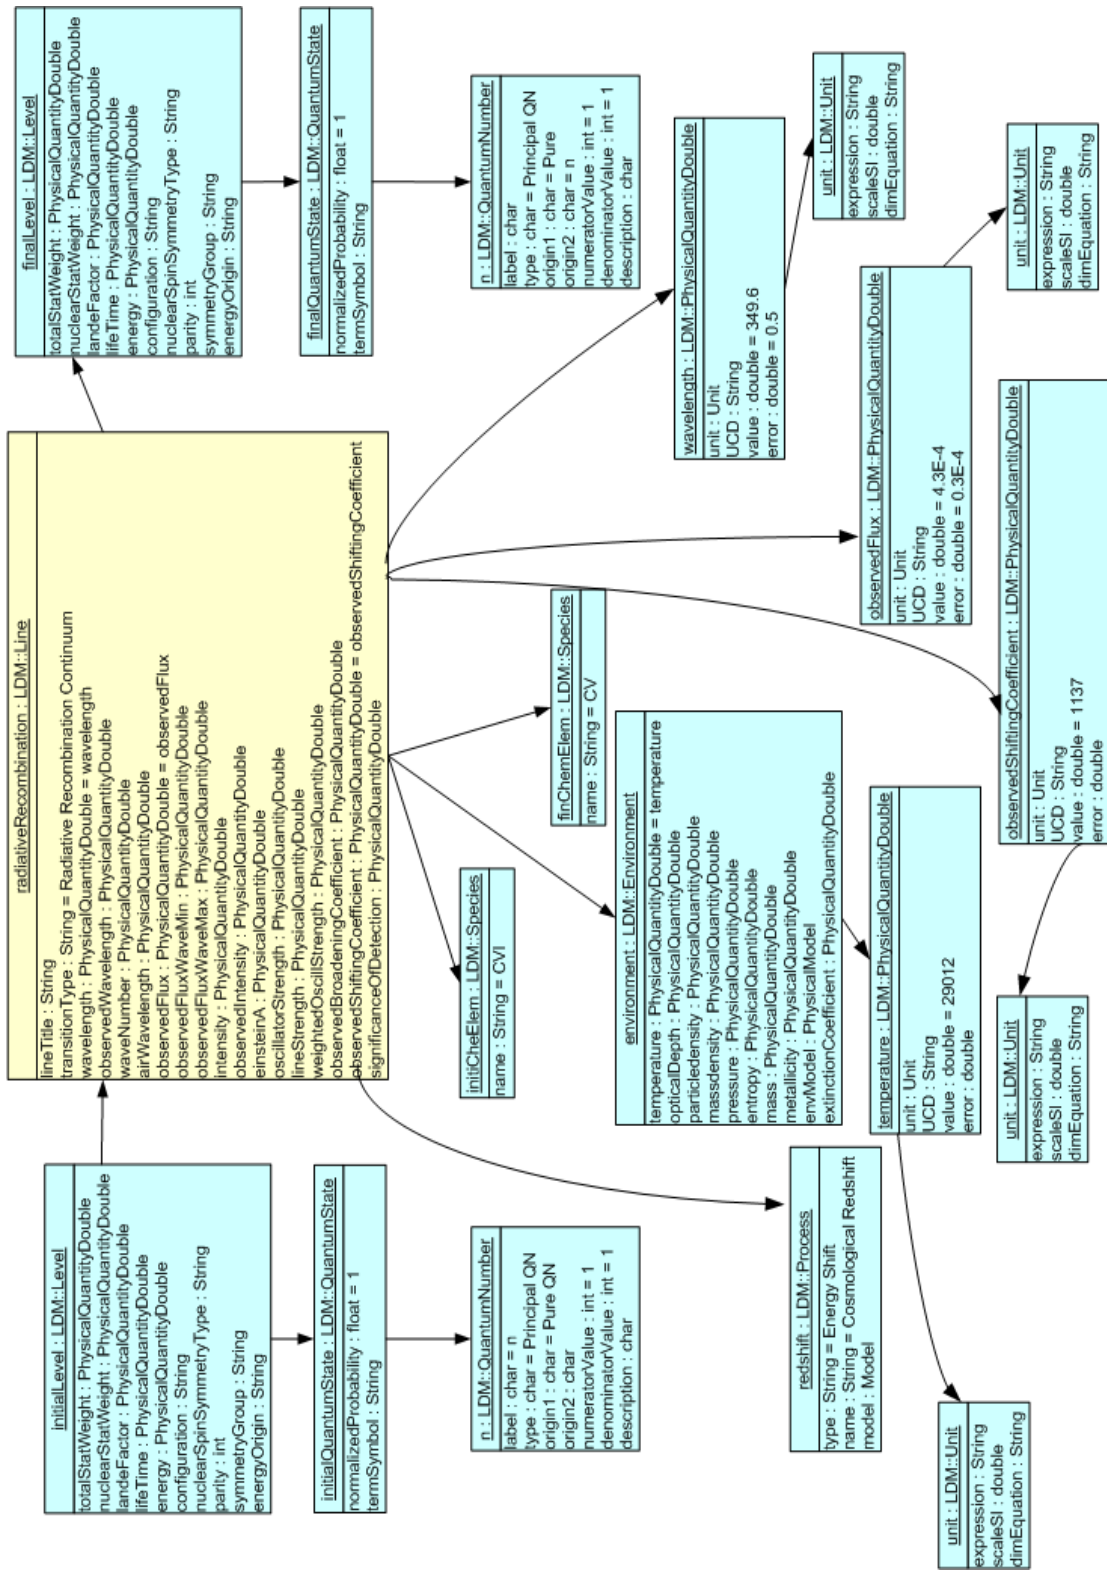 initialLevel : LDM::Level
totalStatWeight : PhysicalQuantityDouble
nuclearStatWeight : PhysicalQuantityDouble
landeFactor : PhysicalQuantityDouble
lifeTime : PhysicalQuantityDouble
energy : PhysicalQuantityDouble
configuration : String
nuclearSpinSymmetryType : String
parity : int
symmetryGroup : String
energyOrigin : String
radiativeRecombination : LDM::Line
lineTitle : String
transitionType : String = Radiative Recombination Continuum
wavelength : PhysicalQuantityDouble = wavelength
observedWavelength : PhysicalQuantityDouble
waveNumber : PhysicalQuantityDouble
airWavelength : PhysicalQuantityDouble
observedFlux : PhysicalQuantityDouble = observedFlux
observedFluxWaveMin : PhysicalQuantityDouble
observedFluxWaveMax : PhysicalQuantityDouble
intensity : PhysicalQuantityDouble
observedIntensity : PhysicalQuantityDouble
einsteinA : PhysicalQuantityDouble
oscillatorStrength : PhysicalQuantityDouble
lineStrength : PhysicalQuantityDouble
weightedOscillStrength : PhysicalQuantityDouble
observedBroadeningCoefficient : PhysicalQuantityDouble
observedShiftingCoefficient : PhysicalQuantityDouble = observedShiftingCoefficient
significanceOfDetection : PhysicalQuantityDouble
finalLevel : LDM::Level
totalStatWeight : PhysicalQuantityDouble
nuclearStatWeight : PhysicalQuantityDouble
landeFactor : PhysicalQuantityDouble
lifeTime : PhysicalQuantityDouble
energy : PhysicalQuantityDouble
configuration : String
nuclearSpinSymmetryType : String
parity : int
symmetryGroup : String
energyOrigin : String
initialQuantumState : LDM::QuantumState
normalizedProbability : float = 1
termSymbol : String
finalQuantumState : LDM::QuantumState
normalizedProbability : float = 1
termSymbol : String
n : LDM::QuantumNumber
label : char = n
type : char = Principal QN
origin1 : char = Pure QN
origin2 : char
numeratorValue : int = 1
denominatorValue : int = 1
description : char
initiCheElem : LDM::Species
name : String = CVI
finChemElem : LDM::Species
name : String = CV
n : LDM::QuantumNumber
label : char
type : char = Principal QN
origin1 : char = Pure
origin2 : char = n
numeratorValue : int = 1
denominatorValue : int = 1
description : char
environment : LDM::Environment
temperature : PhysicalQuantityDouble = temperature
opticalDepth : PhysicalQuantityDouble
particledensity : PhysicalQuantityDouble
massdensity : PhysicalQuantityDouble
pressure : PhysicalQuantityDouble
entropy : PhysicalQuantityDouble
mass : PhysicalQuantityDouble
metallicity : PhysicalQuantityDouble
envModel : PhysicalModel
extinctionCoefficient : PhysicalQuantityDouble
wavelength : LDM::PhysicalQuantityDouble
unit : Unit
UCD : String
value : double = 349.6
error : double = 0.5
unit : LDM::Unit
expression : String
scaleSI : double
dimEquation : String
redshift : LDM::Process
type : String = Energy Shift
name : String = Cosmological Redshift
model : Model
temperature : LDM::PhysicalQuantityDouble
unit : Unit
UCD : String
value : double = 29012
error : double
observedFlux : LDM::PhysicalQuantityDouble
unit : Unit
UCD : String
value : double = 4.3E-4
error : double = 0.3E-4
unit : LDM::Unit
expression : String
scaleSI : double
dimEquation : String
unit : LDM::Unit
expression : String
scaleSI : double
dimEquation : String
unit : LDM::Unit
expression : String
scaleSI : double
dimEquation : String
observedShiftingCoefficient : LDM::PhysicalQuantityDouble
unit : Unit
UCD : String
value : double = 1137
error : double